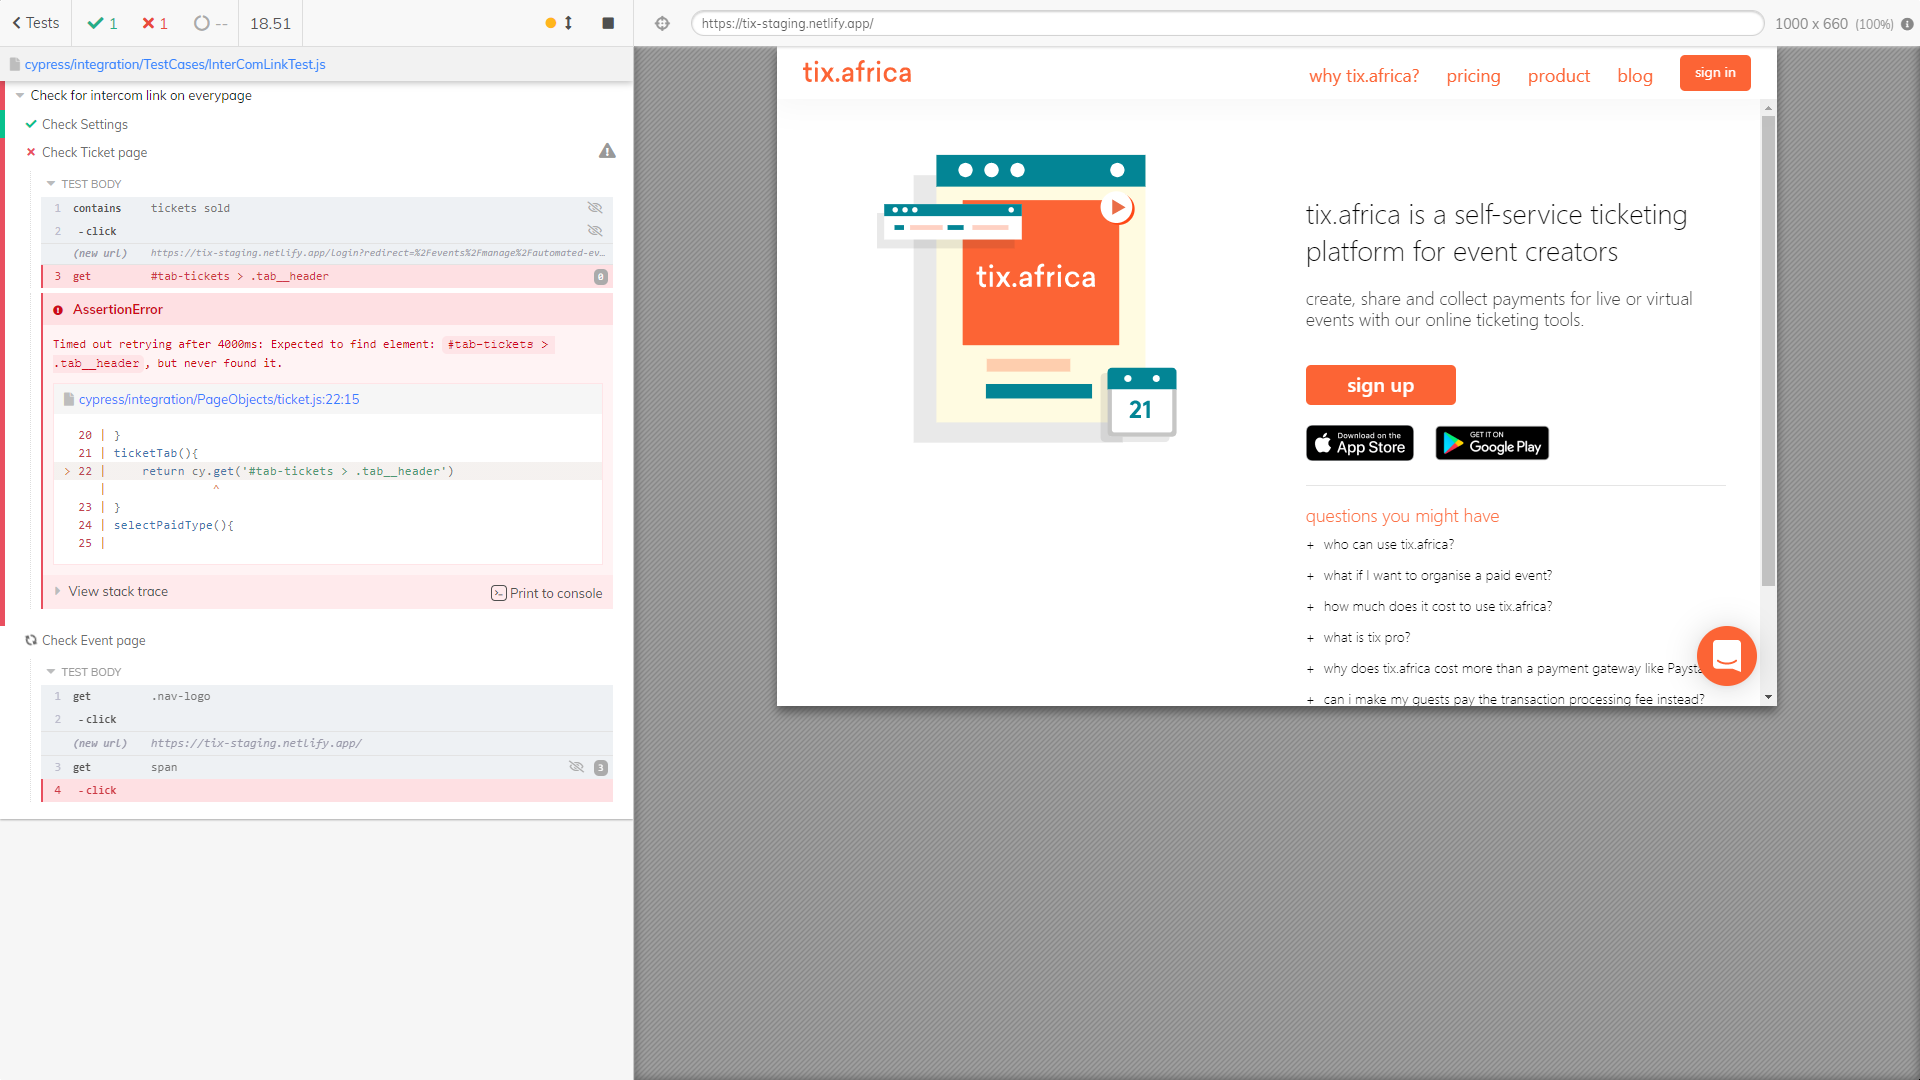 Tests
1
1
--
18.51
https://tix-staging.netlify.app/
1000 x 660 (100%)
cypress/integration/TestCases/InterComLinkTest.js
Check for intercom link on everypage
Check Settings
Check Ticket page
TEST BODY
1 contains tickets sold
2 - click
(new url) https://tix-staging.netlify.app/login?redirect=%2Fevents%2Fmanage%2Fautomated-ev...
3 get #tab-tickets > .tab__header 0
AssertionError
Timed out retrying after 4000ms: Expected to find element: #tab-tickets >
.tab__header, but never found it.
cypress/integration/PageObjects/ticket.js:22:15
20 | }
21 | ticketTab(){
> 22 | return cy.get('#tab-tickets > .tab__header')
| ^
23 | }
24 | selectPaidType(){
25 |
View stack trace
Print to console
Check Event page
TEST BODY
1 get .nav-logo
2 - click
(new url) https://tix-staging.netlify.app/
3 get span 3
4 - click
tix.africa
why tix.africa?
pricing
product
blog
sign in
tix.africa
21
tix.africa is a self-service ticketing
platform for event creators
create, share and collect payments for live or virtual
events with our online ticketing tools.
sign up
Download on the
App Store
GET IT ON
Google Play
questions you might have
+ who can use tix.africa?
+ what if I want to organise a paid event?
+ how much does it cost to use tix.africa?
+ what is tix pro?
+ why does tix.africa cost more than a payment gateway like Paysta
+ can i make my guests pay the transaction processing fee instead?